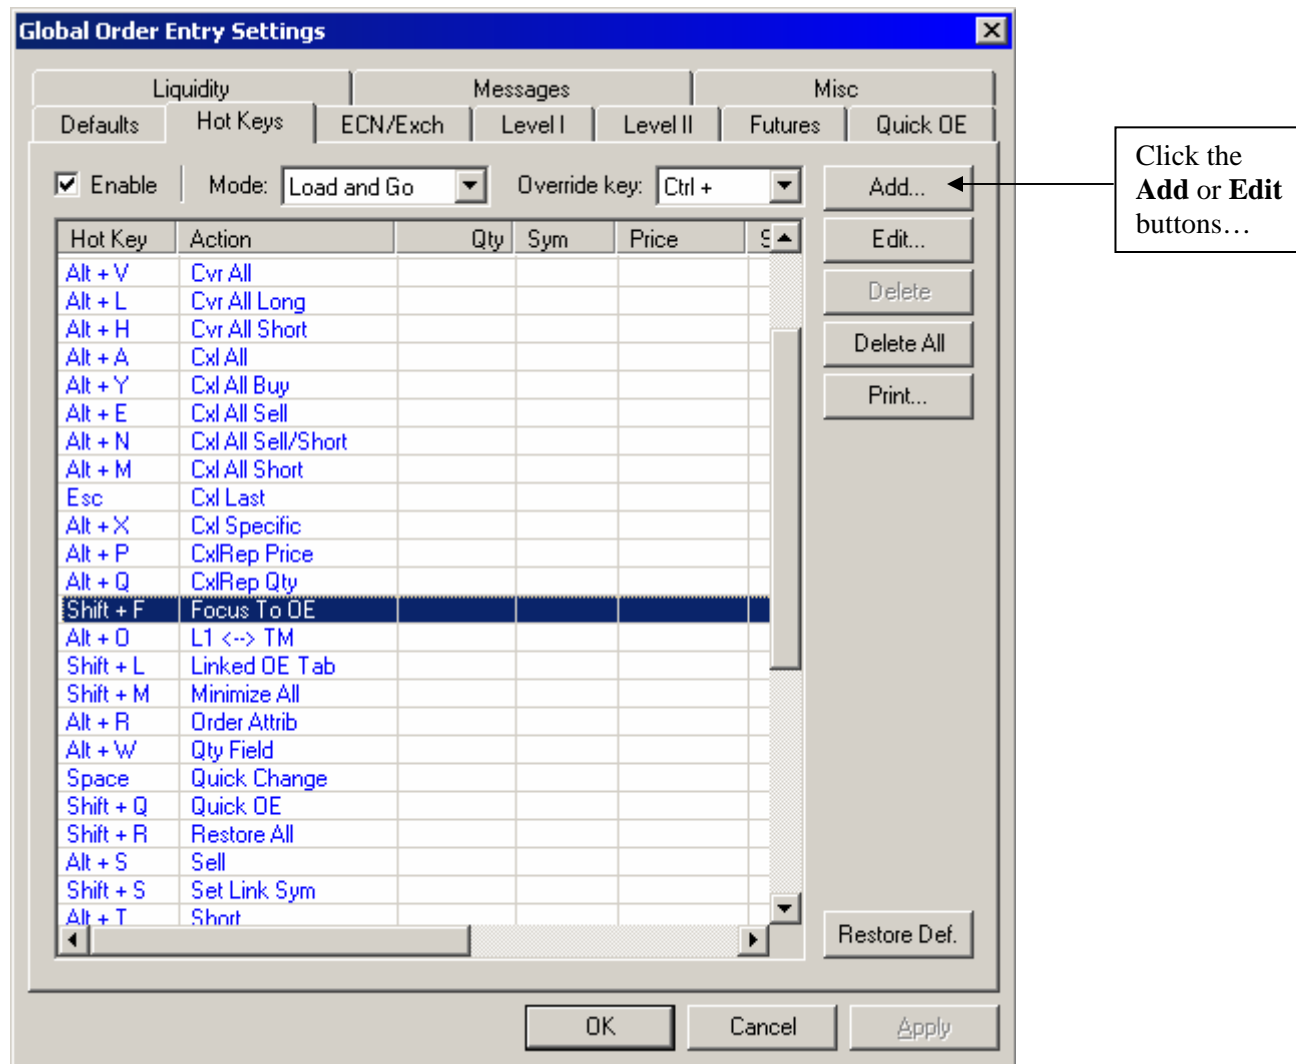 Global Order Entry Settings
Liquidity Messages Misc
Defaults Hot Keys ECN/Exch Level I Level II Futures Quick OE
Enable Mode: Load and Go Override key: Ctrl + Add...
Click the
Add or Edit
buttons…
Hot Key Action Qty Sym Price Edit...
Alt + V Cvr All
Alt + L Cvr All Long Delete
Alt + H Cvr All Short
Alt + A Cxl All Delete All
Alt + Y Cxl All Buy
Alt + E Cxl All Sell Print...
Alt + N Cxl All Sell/Short
Alt + M Cxl All Short
Esc Cxl Last
Alt + X Cxl Specific
Alt + P CxlRep Price
Alt + Q CxlRep Qty
Shift + F Focus To OE
Alt + O L1 <--> TM
Shift + L Linked OE Tab
Shift + M Minimize All
Alt + R Order Attrib
Alt + W Qty Field
Space Quick Change
Shift + Q Quick OE
Shift + R Restore All
Alt + S Sell
Shift + S Set Link Sym
Alt + T Short
Restore Def.
OK Cancel Apply